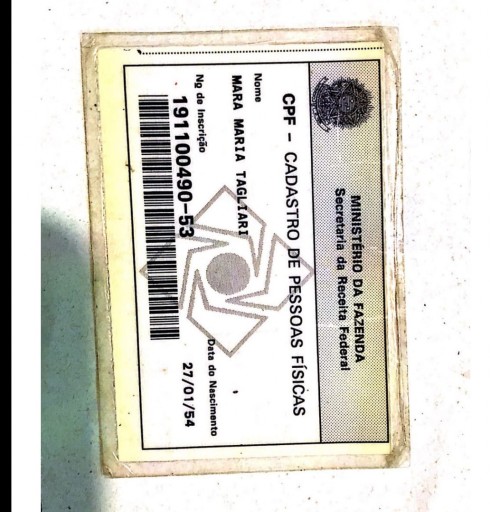 MINISTÉRIO DA FAZENDA
Secretaria da Receita Federal
CPF - CADASTRO DE PESSOAS FÍSICAS
Nome
MARA MARIA TAGLIARI
Nº de Inscrição
191100490-53
Data do Nascimento
27/01/54